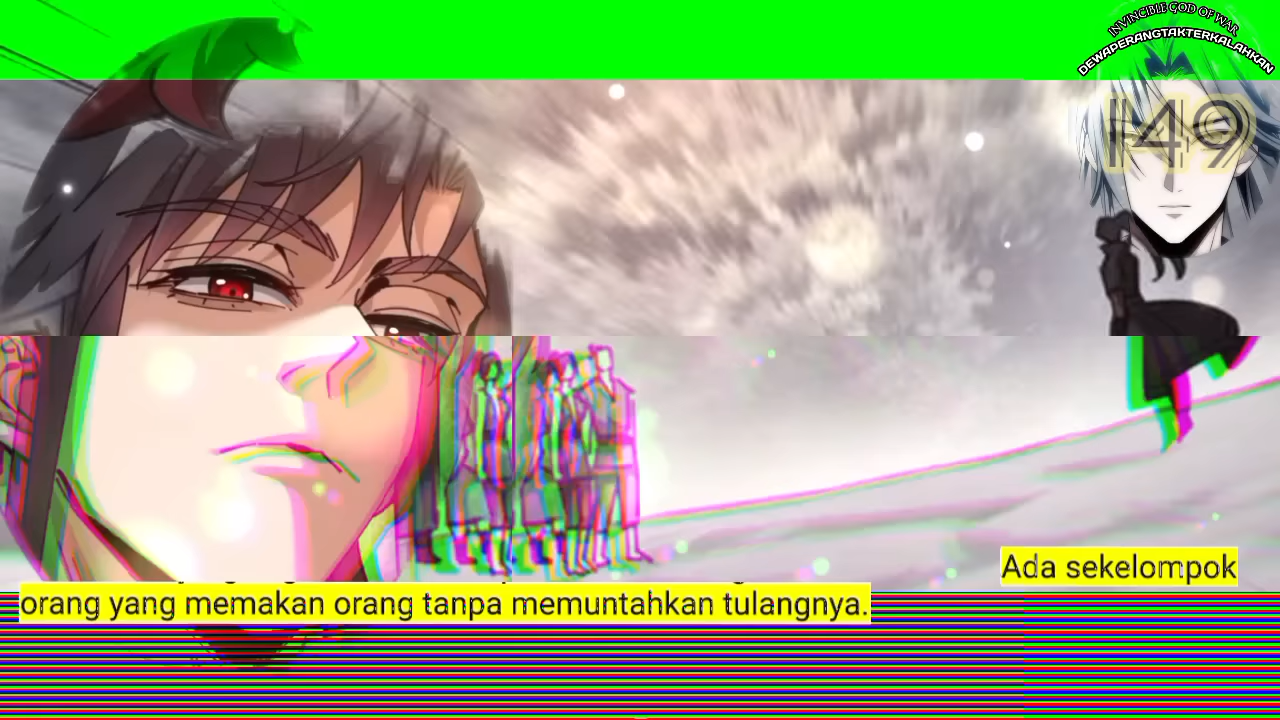 INVINCIBLE GOD OF WAR
DEWAPERANGTAKTERKALAHKAN
149
Ada sekelompok
orang yang memakan orang tanpa memuntahkan tulangnya.